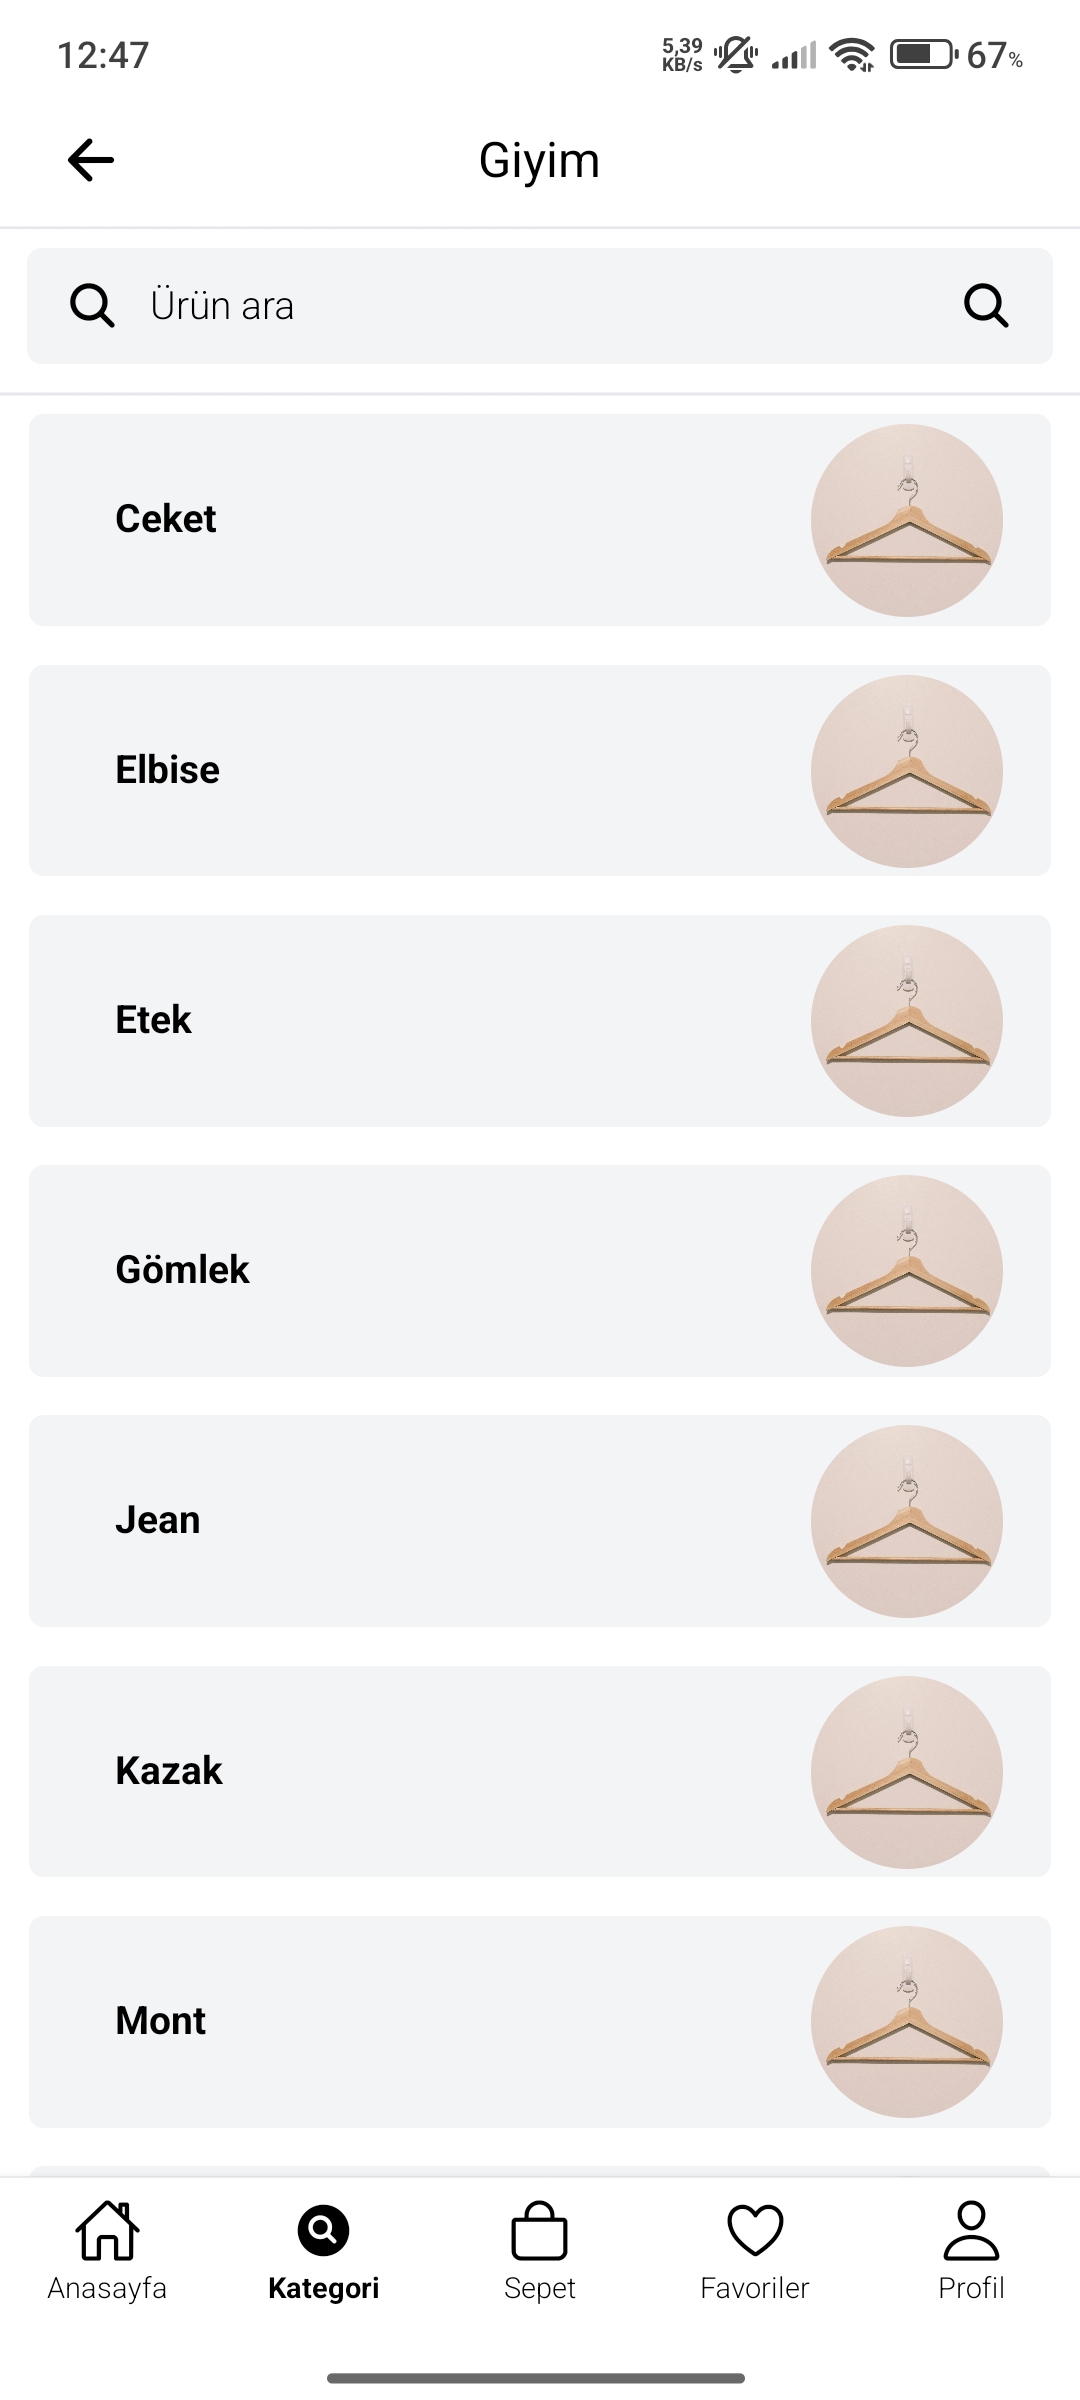 12:47
5,39
KB/s
67%
Giyim
Ürün ara
Ceket
Elbise
Etek
Gömlek
Jean
Kazak
Mont
Anasayfa
Kategori
Sepet
Favoriler
Profil